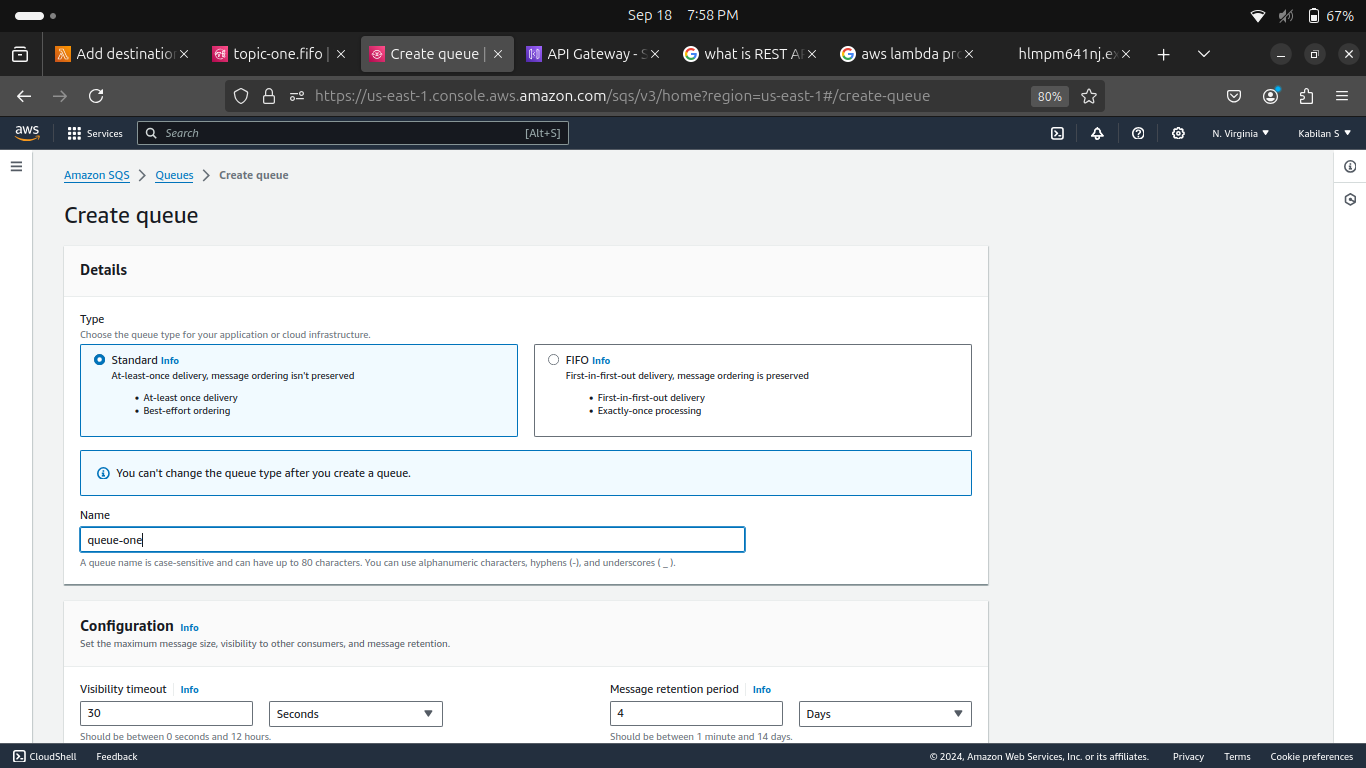 Sep 18 7:58 PM
67%
Add destinatio
topic-one.fifo |
Create queue |
API Gateway - S
what is REST AP
aws lambda pro
hlmpm641nj.ex
https://us-east-1.console.aws.amazon.com/sqs/v3/home?region=us-east-1#/create-queue
80%
aws
Services
Search
[Alt+S]
N. Virginia
Kabilan S
Amazon SQS
Queues
Create queue
Create queue
Details
Type
Choose the queue type for your application or cloud infrastructure.
Standard Info
At-least-once delivery, message ordering isn't preserved
• At-least once delivery
• Best-effort ordering
FIFO Info
First-in-first-out delivery, message ordering is preserved
• First-in-first-out delivery
• Exactly-once processing
You can't change the queue type after you create a queue.
Name
queue-one
A queue name is case-sensitive and can have up to 80 characters. You can use alphanumeric characters, hyphens (-), and underscores ( _ ).
Configuration Info
Set the maximum message size, visibility to other consumers, and message retention.
Visibility timeout Info
30
Seconds
Should be between 0 seconds and 12 hours.
Message retention period Info
4
Days
Should be between 1 minute and 14 days.
CloudShell
Feedback
© 2024, Amazon Web Services, Inc. or its affiliates.
Privacy
Terms
Cookie preferences